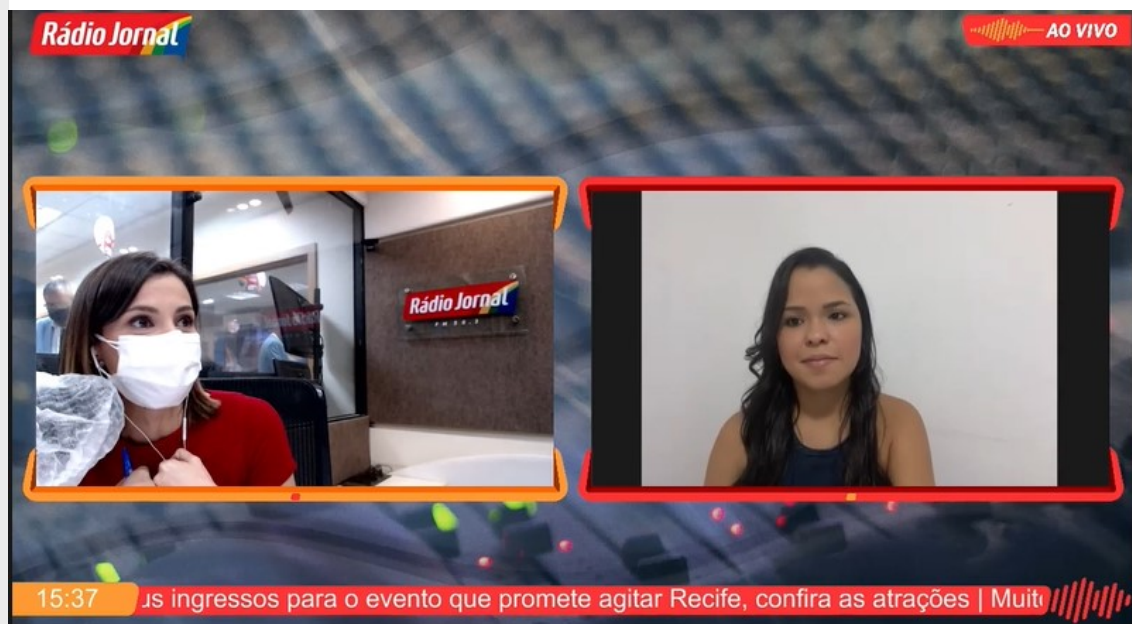 Rádio Jornal
AO VIVO
Rádio Jornal
15:37
us ingressos para o evento que promete agitar Recife, confira as atrações | Muit